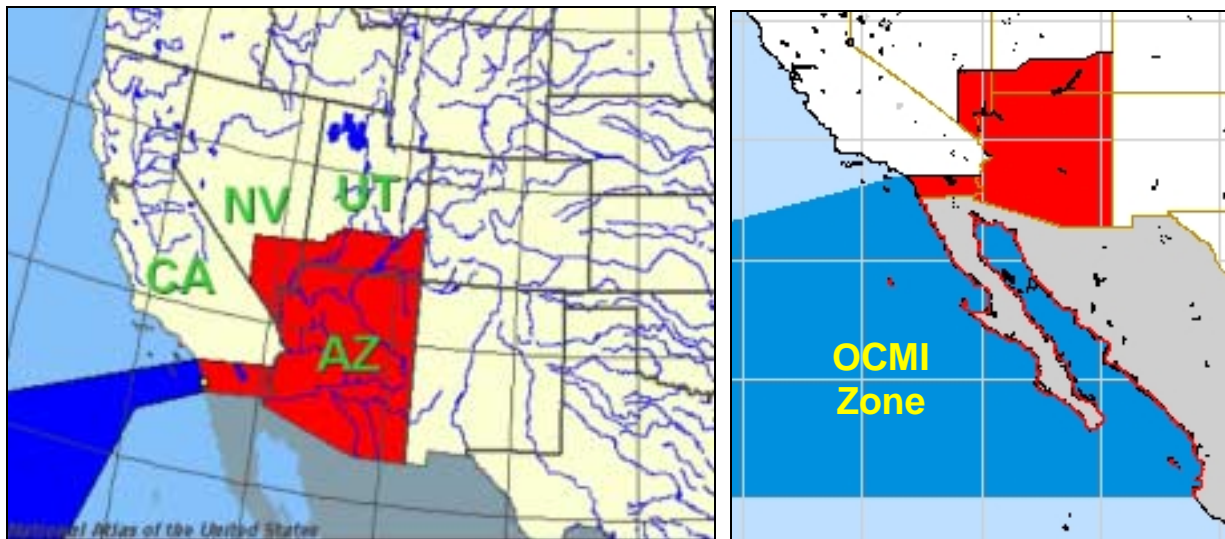 NV
UT
CA
AZ
National Atlas of the United States
OCMI
Zone